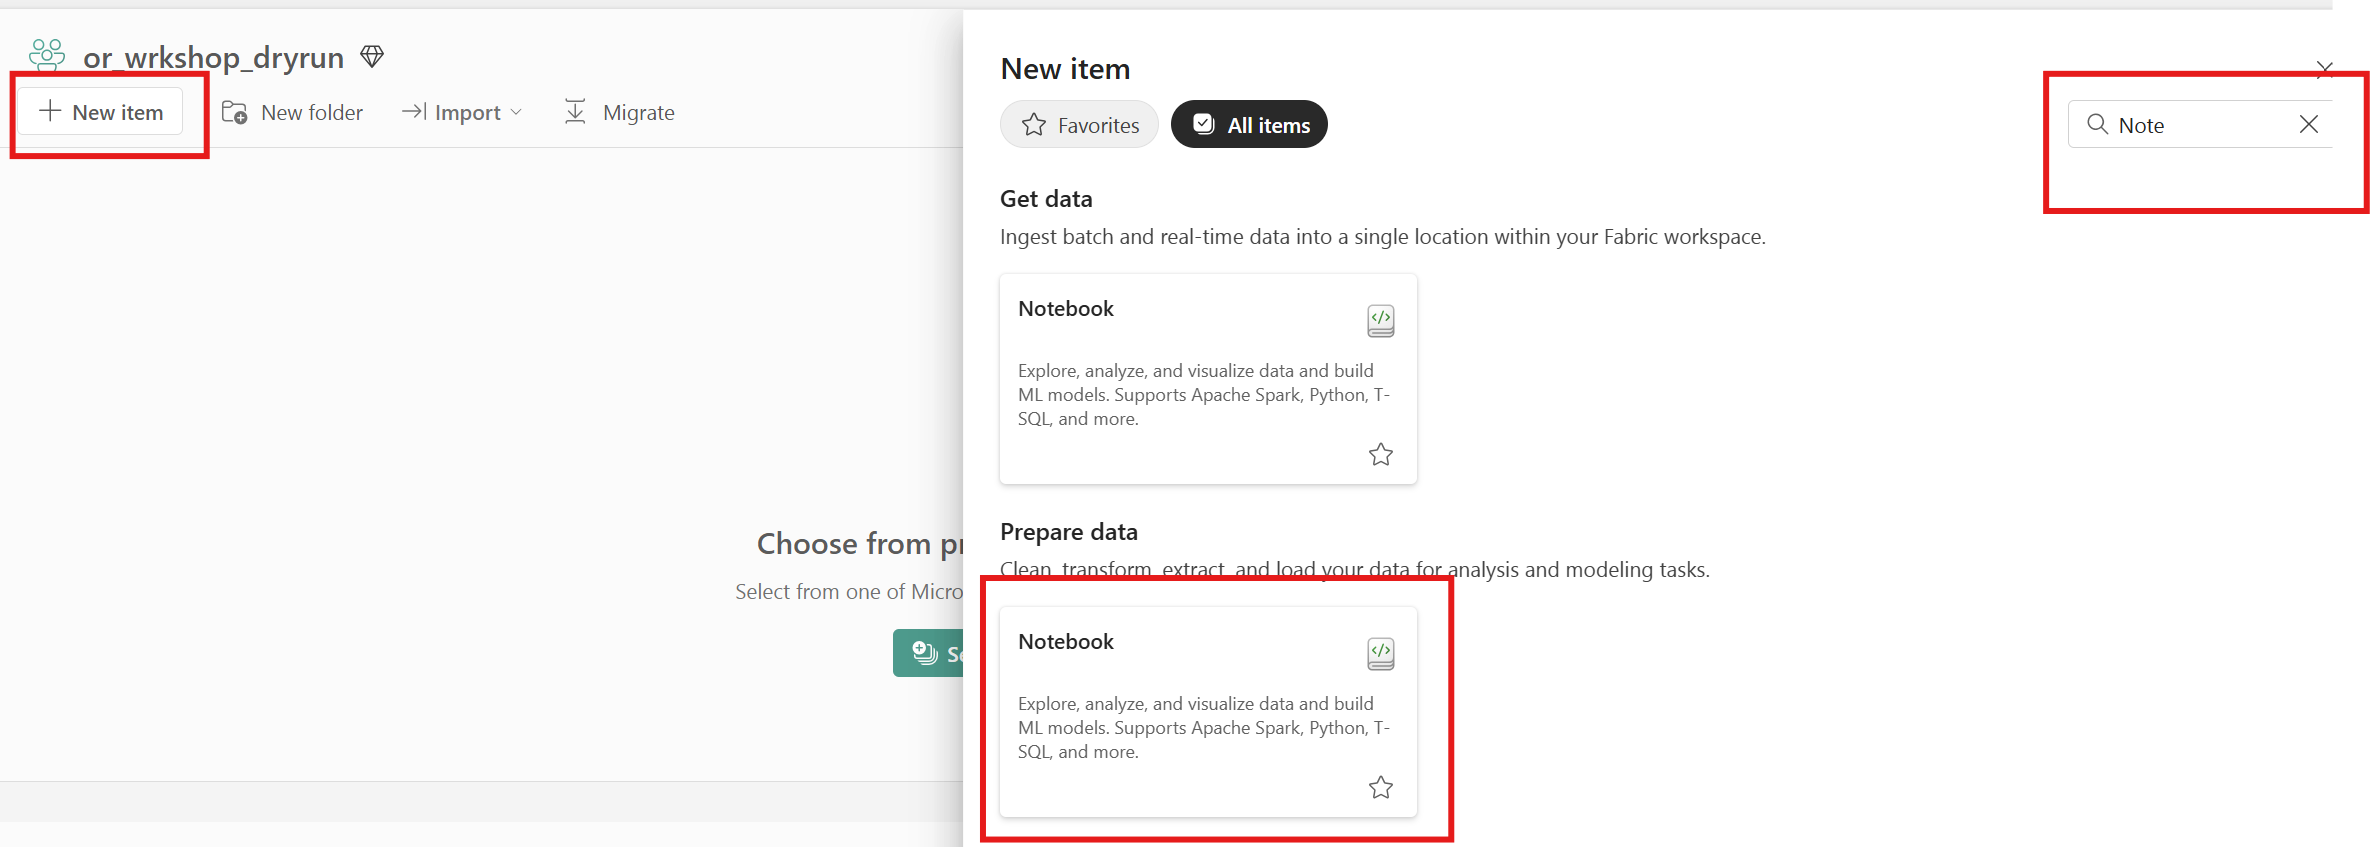 or_wrkshop_dryrun
New item
New folder
Import
Migrate
Choose from
Select from one of
New item
Favorites
All items
Note
Get data
Ingest batch and real-time data into a single location within your Fabric workspace.
Notebook
Explore, analyze, and visualize data and build
ML models. Supports Apache Spark, Python, T-
SQL, and more.
Prepare data
Clean, transform, extract, and load your data for analysis and modeling tasks.
Notebook
Explore, analyze, and visualize data and build
ML models. Supports Apache Spark, Python, T-
SQL, and more.